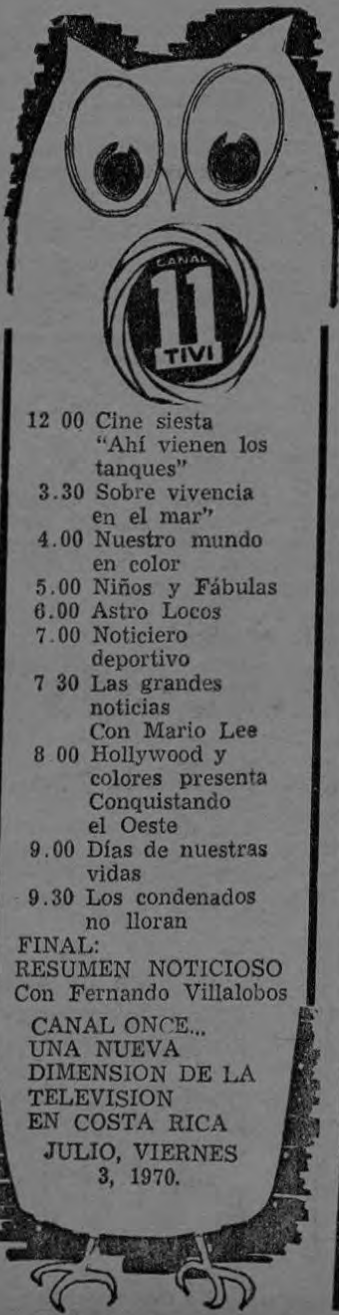 CANAL
11
TIVI
12 00 Cine siesta
"Ahí vienen los
tanques"
3.30 Sobre vivencia
en el mar"
4.00 Nuestro mundo
en color
5.00 Niños y Fábulas
6.00 Astro Locos
7.00 Noticiero
deportivo
7 30 Las grandes
noticias
Con Mario Lee
8 00 Hollywood y
colores presenta
Conquistando
el Oeste
9.00 Días de nuestras
vidas
9.30 Los condenados
no lloran
FINAL:
RESUMEN NOTICIOSO
Con Fernando Villalobos
CANAL ONCE...
UNA NUEVA
DIMENSION DE LA
TELEVISION
EN COSTA RICA
JULIO, VIERNES
3, 1970.